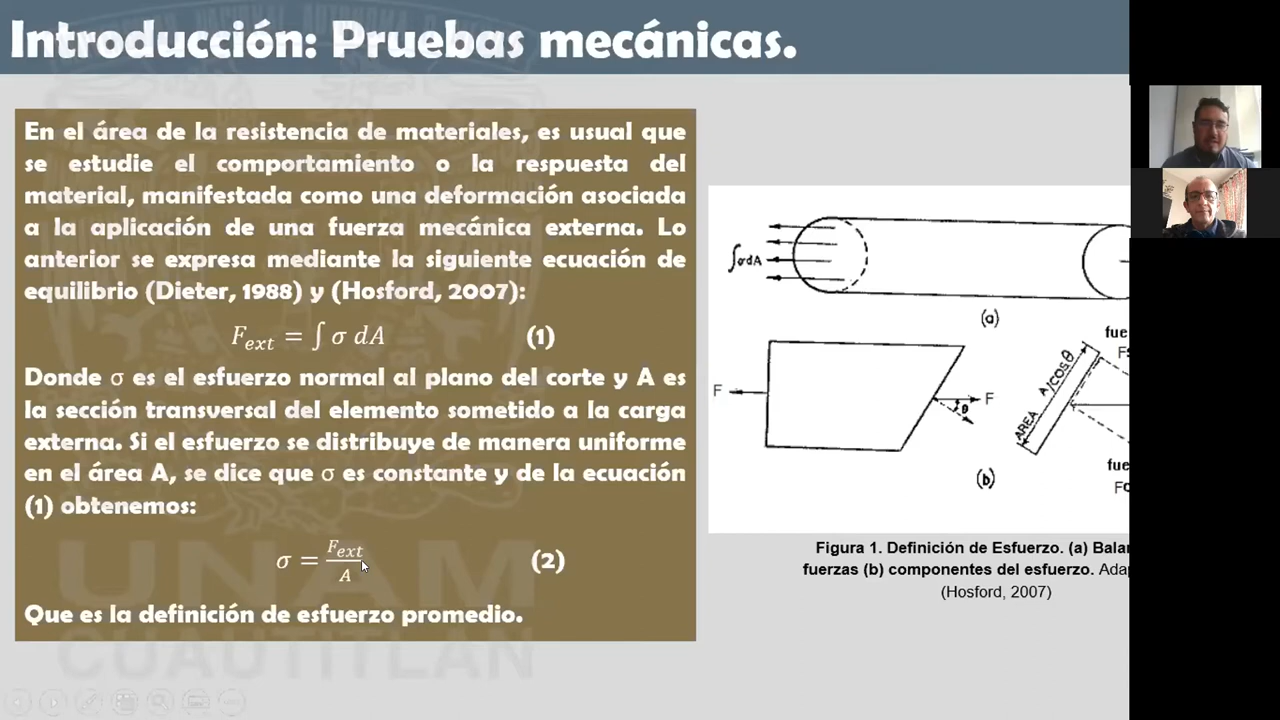 Introducción: Pruebas mecánicas.
En el área de la resistencia de materiales, es usual que
se estudie el comportamiento o la respuesta del
material, manifestada como una deformación asociada
a la aplicación de una fuerza mecánica externa. Lo
anterior se expresa mediante la siguiente ecuación de
equilibrio (Dieter, 1988) y (Hosford, 2007):
F_ext = ∫ σ dA (1)
Donde σ es el esfuerzo normal al plano del corte y A es
la sección transversal del elemento sometido a la carga
externa. Si el esfuerzo se distribuye de manera uniforme
en el área A, se dice que σ es constante y de la ecuación
(1) obtenemos:
σ = F_ext / A (2)
Que es la definición de esfuerzo promedio.
UNAM
CUAUTITLÁN
∫σdA
(a)
F
F
θ
(b)
AREA A/COSθ
fue
F
fue
F
Figura 1. Definición de Esfuerzo. (a) Bala
fuerzas (b) componentes del esfuerzo. Ada
(Hosford, 2007)